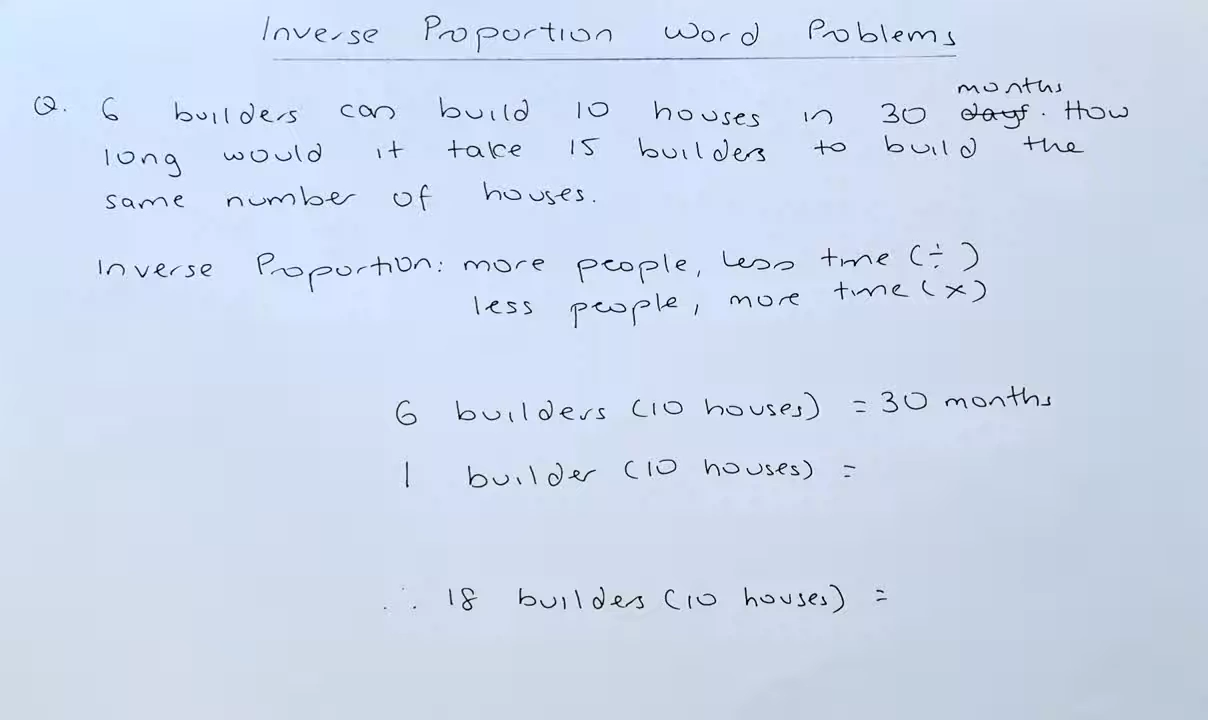 Inverse Proportion Word Problems
months
Q. 6 builders can build 10 houses in 30 days. How
long would it take 15 builders to build the
same number of houses.
Inverse Proportion: more people, less time (÷)
less people, more time (x)
6 builders (10 houses) = 30 months
1 builder (10 houses) =
∴ 18 builders (10 houses) =